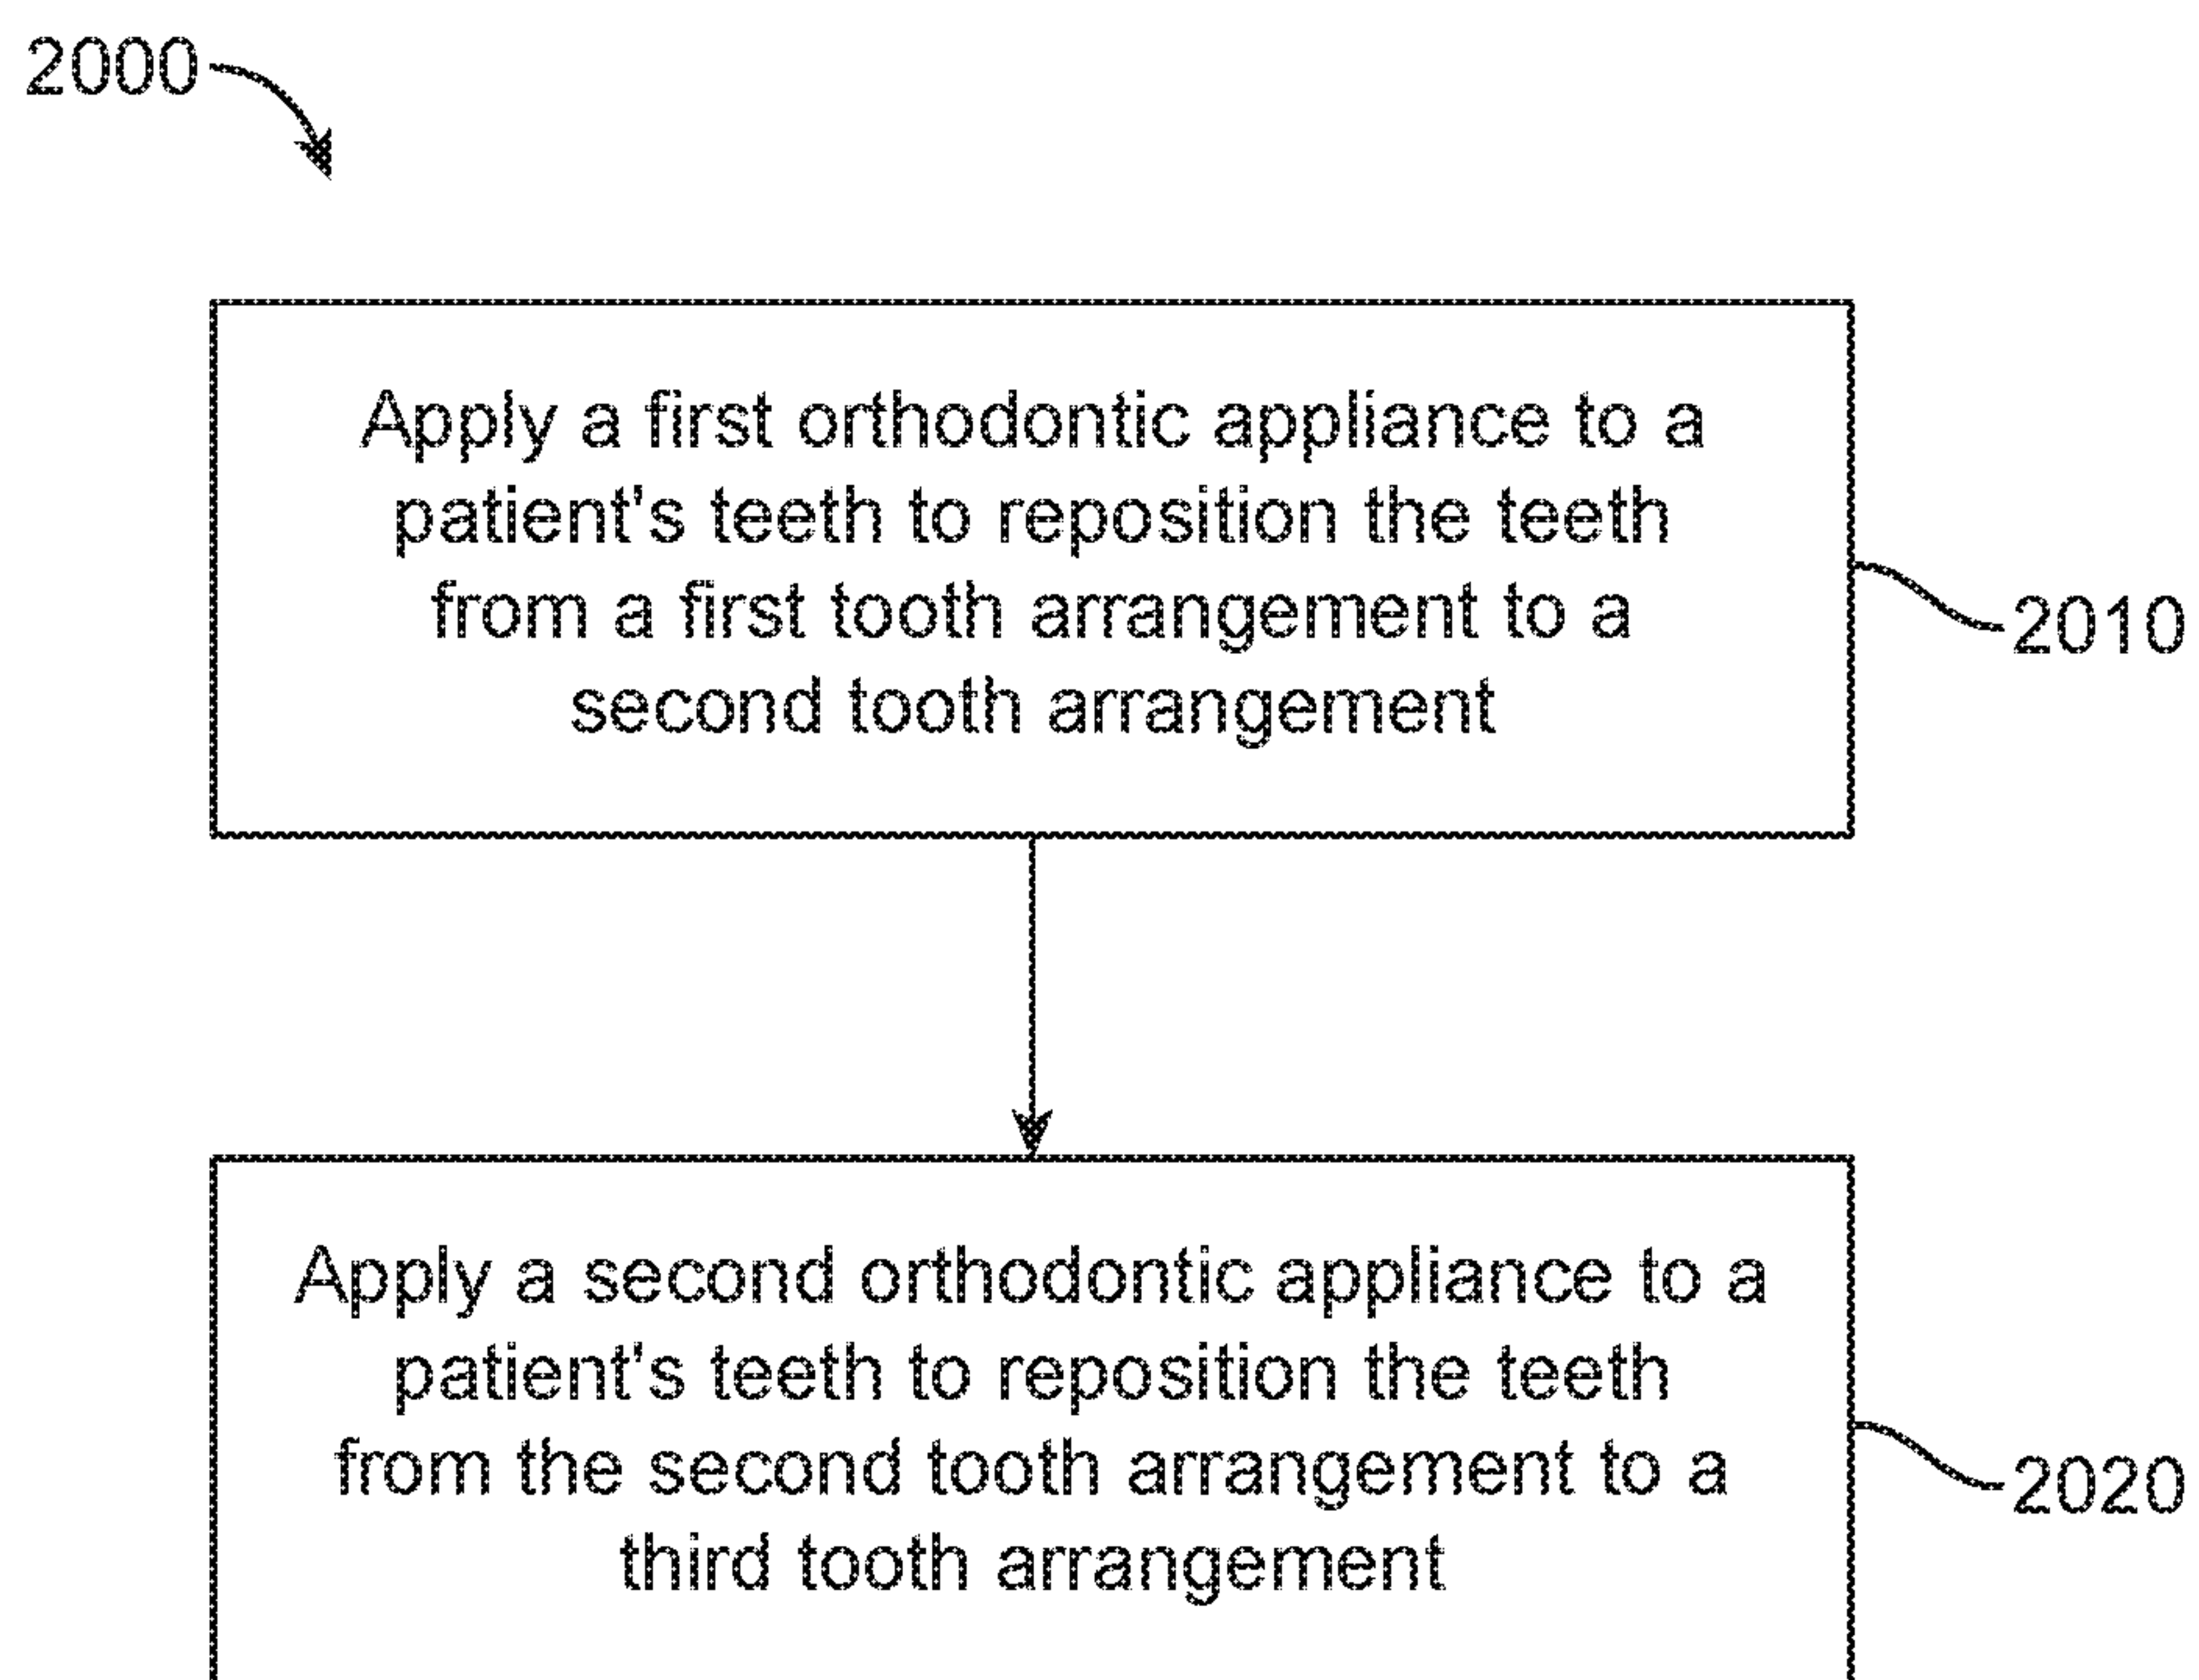 2000
Apply a first orthodontic appliance to a
patient's teeth to reposition the teeth
from a first tooth arrangement to a
second tooth arrangement
2010
Apply a second orthodontic appliance to a
patient's teeth to reposition the teeth
from the second tooth arrangement to a
third tooth arrangement
2020